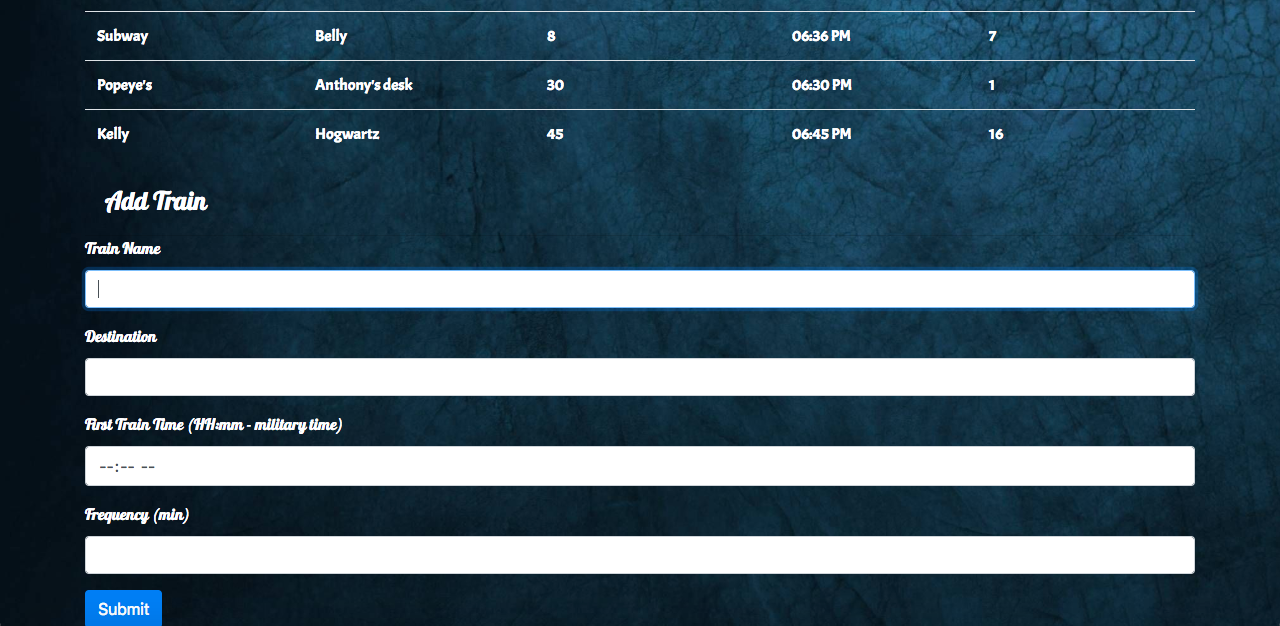 Subway Belly 8 06:36 PM 7
Popeye's Anthony's desk 30 06:30 PM 1
Kelly Hogwartz 45 06:45 PM 16
Add Train
Train Name
Destination
First Train Time (HH:mm - military time)
--:-- --
Frequency (min)
Submit